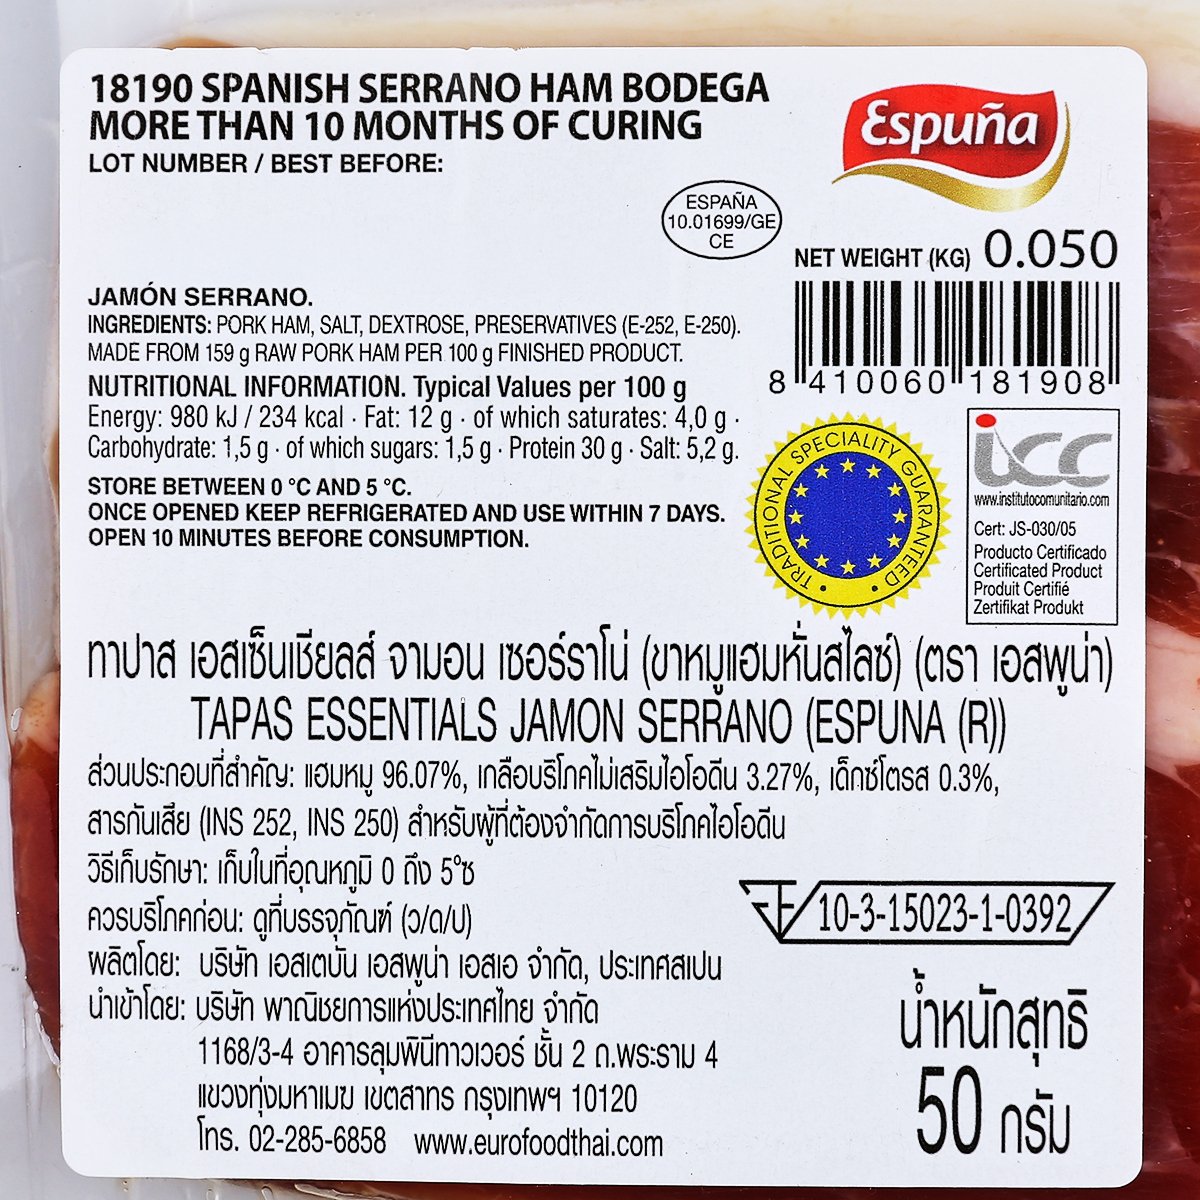 18190 SPANISH SERRANO HAM BODEGA
MORE THAN 10 MONTHS OF CURING
LOT NUMBER / BEST BEFORE:
Espuña
ESPAÑA
10.01699/GE
CE
NET WEIGHT (KG) 0.050
8 410060 181908
JAMÓN SERRANO.
INGREDIENTS: PORK HAM, SALT, DEXTROSE, PRESERVATIVES (E-252, E-250).
MADE FROM 159 g RAW PORK HAM PER 100 g FINISHED PRODUCT.
NUTRITIONAL INFORMATION. Typical Values per 100 g
Energy: 980 kJ / 234 kcal · Fat: 12 g · of which saturates: 4,0 g ·
Carbohydrate: 1,5 g · of which sugars: 1,5 g · Protein 30 g · Salt: 5,2 g.
STORE BETWEEN 0 °C AND 5 °C.
ONCE OPENED KEEP REFRIGERATED AND USE WITHIN 7 DAYS.
OPEN 10 MINUTES BEFORE CONSUMPTION.
TRADITIONAL SPECIALITY GUARANTEED
icc
www.institutocomunitario.com
Cert: JS-030/05
Producto Certificado
Certificated Product
Produit Certifié
Zertifikat Produkt
ทาปาส เอสเซ็นเชียลส์ จามอน เซอร์ราโน่ (ขาหมูแฮมหั่นสไลซ์) (ตรา เอสพูน่า)
TAPAS ESSENTIALS JAMON SERRANO (ESPUNA (R))
ส่วนประกอบที่สำคัญ: แฮมหมู 96.07%, เกลือบริโภคไม่เสริมไอโอดีน 3.27%, เด็กซ์โตรส 0.3%,
สารกันเสีย (INS 252, INS 250) สำหรับผู้ที่ต้องจำกัดการบริโภคไอโอดีน
วิธีเก็บรักษา: เก็บในที่อุณหภูมิ 0 ถึง 5°ซ
ควรบริโภคก่อน: ดูที่บรรจุภัณฑ์ (ว/ด/ป)
10-3-15023-1-0392
ผลิตโดย: บริษัท เอสเตบัน เอสพูน่า เอสเอ จำกัด, ประเทศสเปน
นำเข้าโดย: บริษัท พาณิชยการแห่งประเทศไทย จำกัด
1168/3-4 อาคารลุมพินีทาวเวอร์ ชั้น 2 ถ.พระราม 4
แขวงทุ่งมหาเมฆ เขตสาทร กรุงเทพฯ 10120
โทร. 02-285-6858 www.eurofoodthai.com
น้ำหนักสุทธิ
50 กรัม